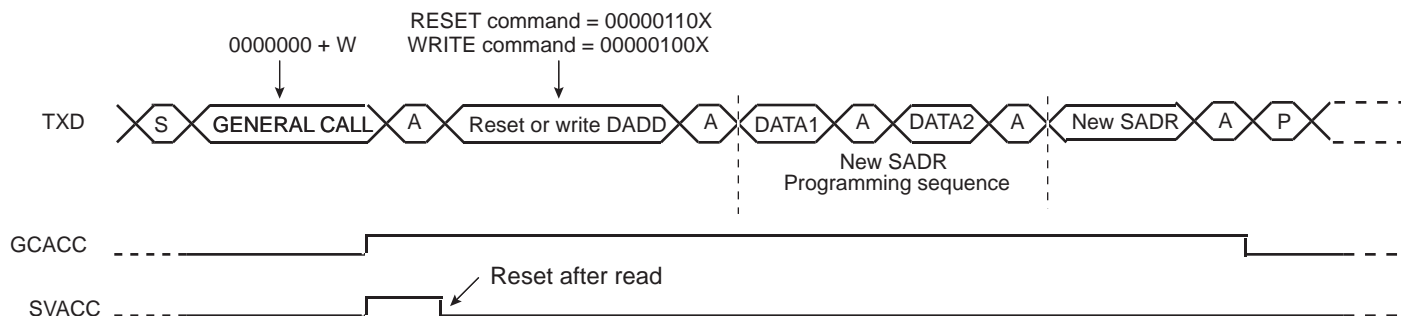 RESET command = 00000110X
0000000 + W
WRITE command = 00000100X
TXD
S
GENERAL CALL
A
Reset or write DADD
A
DATA1
A
DATA2
A
New SADR
A
P
New SADR
Programming sequence
GCACC
Reset after read
SVACC